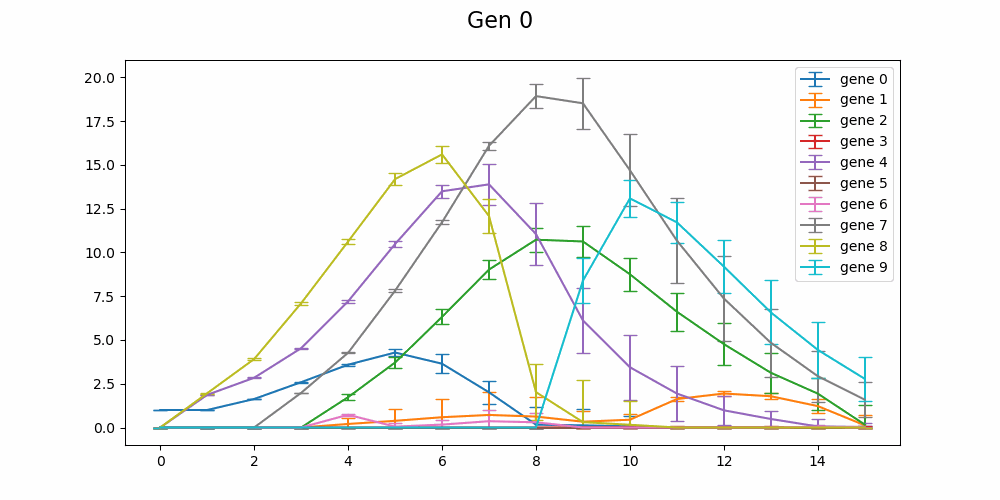 Gen 0
20.0
17.5
15.0
12.5
10.0
7.5
5.0
2.5
0.0
0 2 4 6 8 10 12 14
gene 0
gene 1
gene 2
gene 3
gene 4
gene 5
gene 6
gene 7
gene 8
gene 9